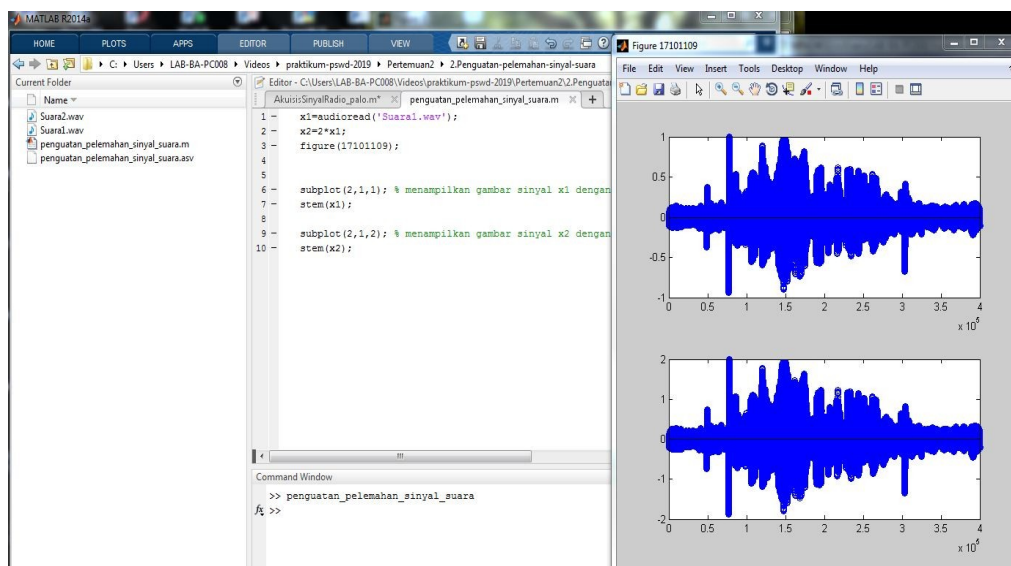 MATLAB R2014a
HOME PLOTS APPS EDITOR PUBLISH VIEW
C: Users LAB-BA-PC008 Videos praktikum-pswd-2019 Pertemuan2 2.Penguatan-pelemahan-sinyal-suara
Current Folder
Name
Suara2.wav
Suara1.wav
penguatan_pelemahan_sinyal_suara.m
penguatan_pelemahan_sinyal_suara.asv
Editor - C:\Users\LAB-BA-PC008\Videos\praktikum-pswd-2019\Pertemuan2\2.Penguata
AkuisisSinyalRadio_palo.m* penguatan_pelemahan_sinyal_suara.m
1 - x1=audioread('Suara1.wav');
2 - x2=2*x1;
3 - figure(17101109);
4
5
6 - subplot(2,1,1); % menampilkan gambar sinyal x1 dengan
7 - stem(x1);
8
9 - subplot(2,1,2); % menampilkan gambar sinyal x2 dengan
10 - stem(x2);
Command Window
>> penguatan_pelemahan_sinyal_suara
fx >>
Figure 17101109
File Edit View Insert Tools Desktop Window Help
1
0.5
0
-0.5
-1
0 0.5 1 1.5 2 2.5 3 3.5 4
x 10^5
2
1
0
-1
-2
0 0.5 1 1.5 2 2.5 3 3.5 4
x 10^5